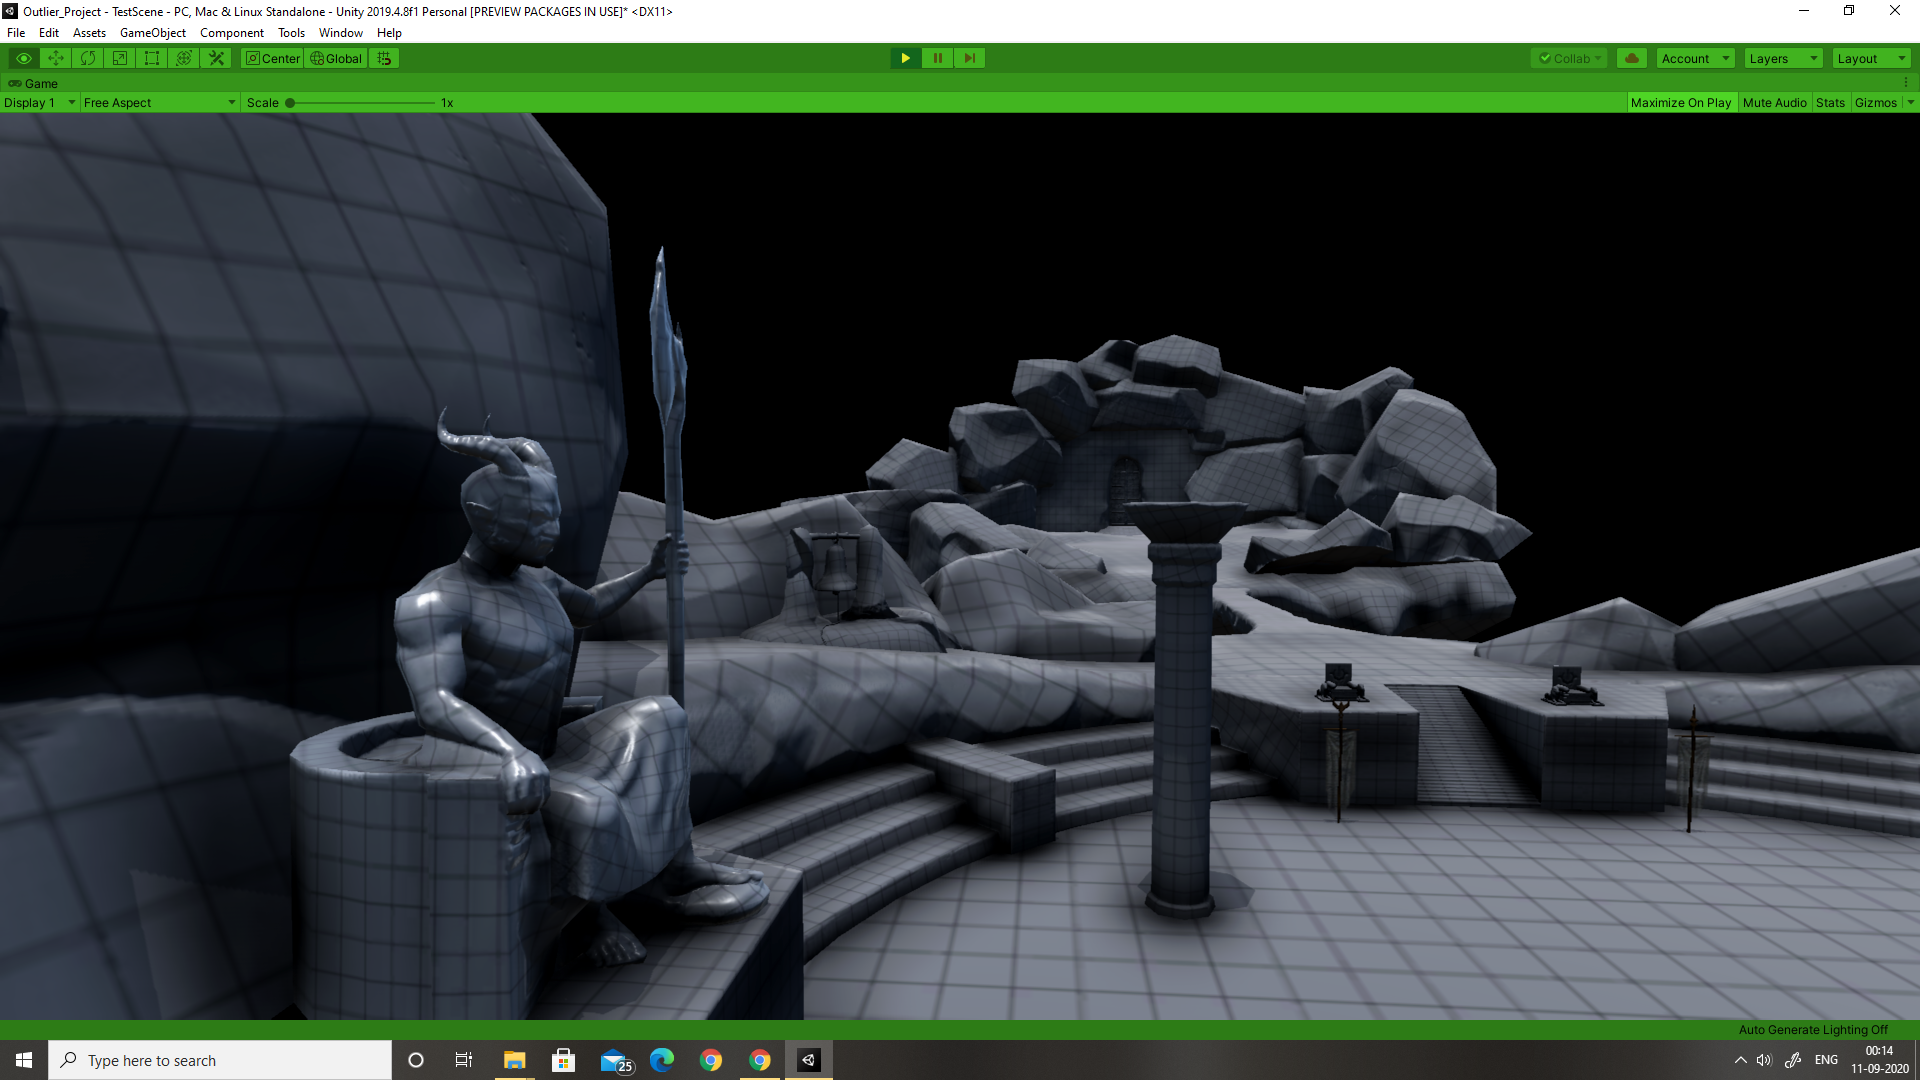 Outlier_Project - TestScene - PC, Mac & Linux Standalone - Unity 2019.4.8f1 Personal [PREVIEW PACKAGES IN USE]* <DX11>
File Edit Assets GameObject Component Tools Window Help
Center Global Collab Account Layers Layout
Game
Display 1 Free Aspect Scale 1x Maximize On Play Mute Audio Stats Gizmos
Auto Generate Lighting Off
Type here to search 25 ENG 00:14
11-09-2020